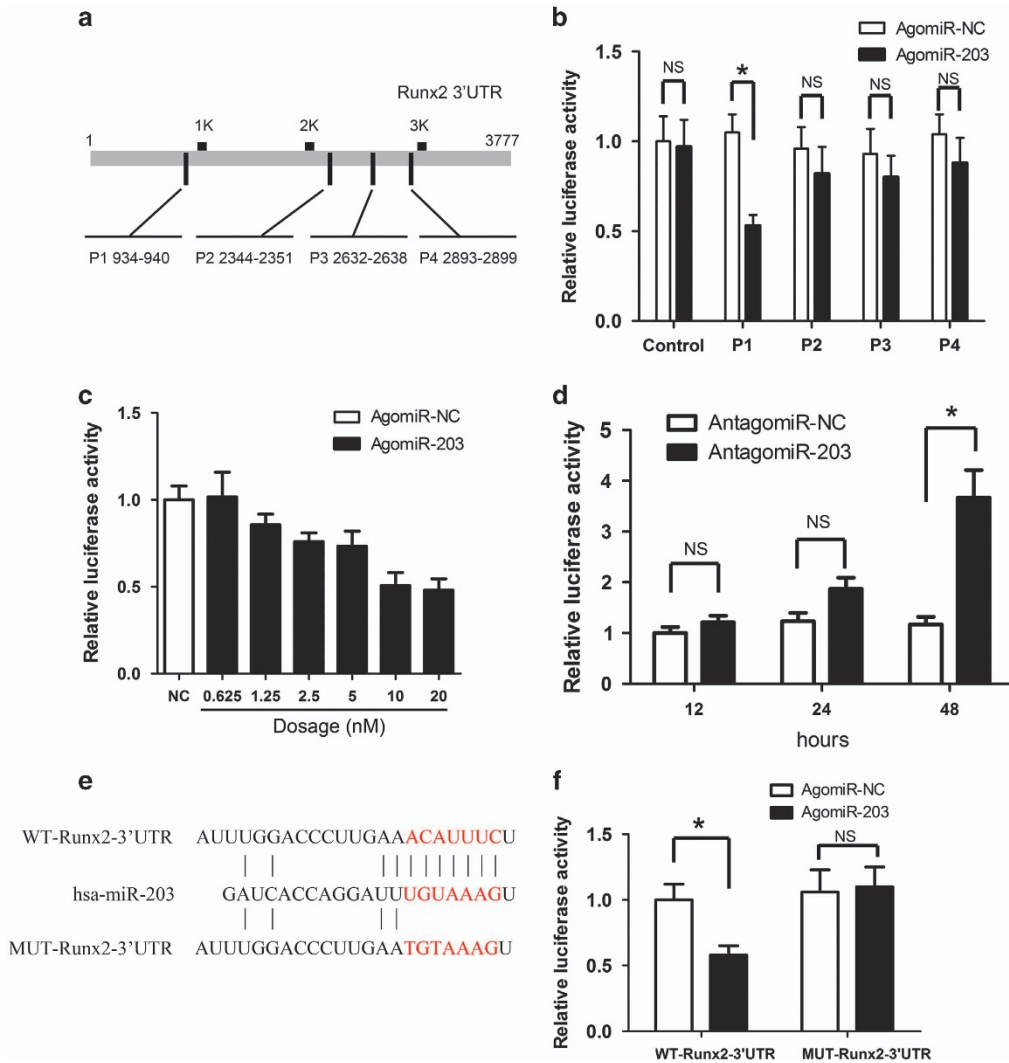 a
Runx2 3'UTR
1
1K
2K
3K
3777
P1 934-940
P2 2344-2351
P3 2632-2638
P4 2893-2899
b
AgomiR-NC
AgomiR-203
Relative luciferase activity
1.5
1.0
0.5
0.0
NS
*
NS
NS
NS
Control
P1
P2
P3
P4
c
AgomiR-NC
AgomiR-203
Relative luciferase activity
1.5
1.0
0.5
0.0
NC
0.625
1.25
2.5
5
10
20
Dosage (nM)
d
AntagomiR-NC
AntagomiR-203
Relative luciferase activity
5
4
3
2
1
0
NS
NS
*
12
24
48
hours
e
WT-Runx2-3'UTR AUUUGGACCCUUGAAACAUUUCU
hsa-miR-203 GAUCACCAGGAUUUGUAAAGU
MUT-Runx2-3'UTR AUUUGGACCCUUGAATGTAAAGU
f
AgomiR-NC
AgomiR-203
Relative luciferase activity
1.5
1.0
0.5
0.0
*
NS
WT-Runx2-3'UTR
MUT-Runx2-3'UTR